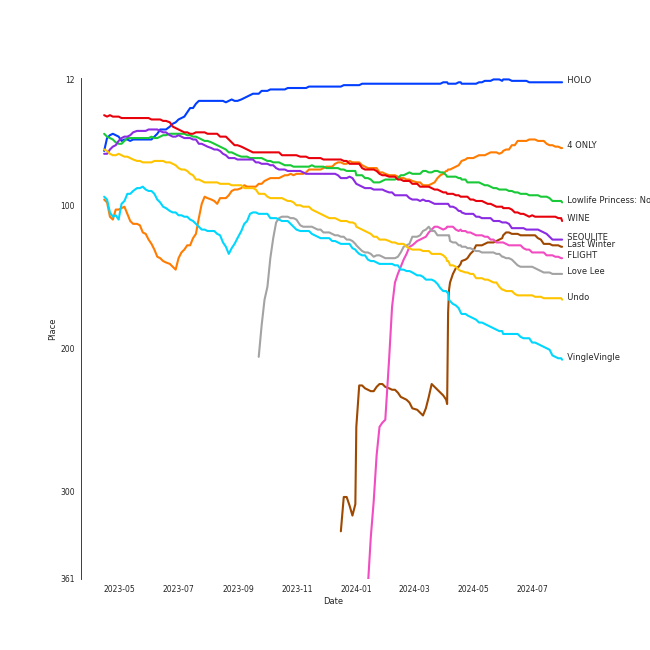 12
100
200
300
361
Place
2023-05
2023-07
2023-09
2023-11
2024-01
2024-03
2024-05
2024-07
Date
HOLO
4 ONLY
Lowlife Princess: No
WINE
SEOULITE
Last Winter
FLIGHT
Love Lee
Undo
VingleVingle